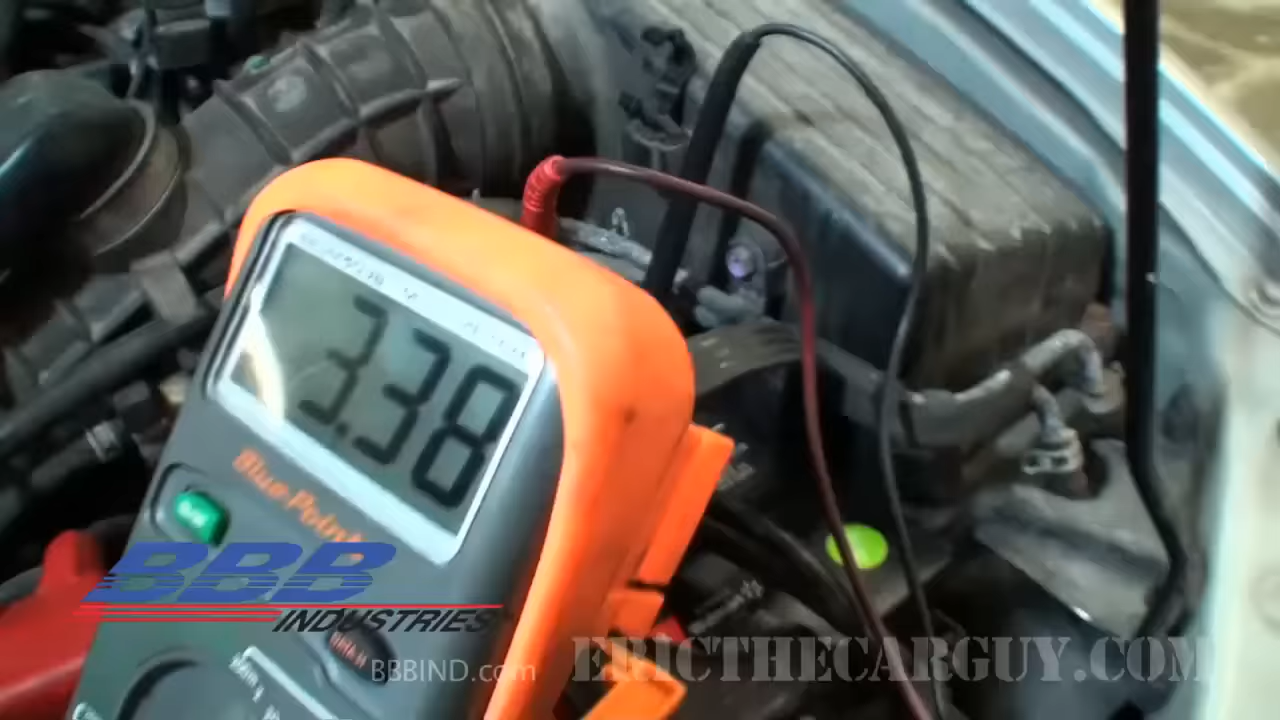 3.38
Blue-Point
BBB
INDUSTRIES
BBBIND.com
ERICTHECARGUY.COM